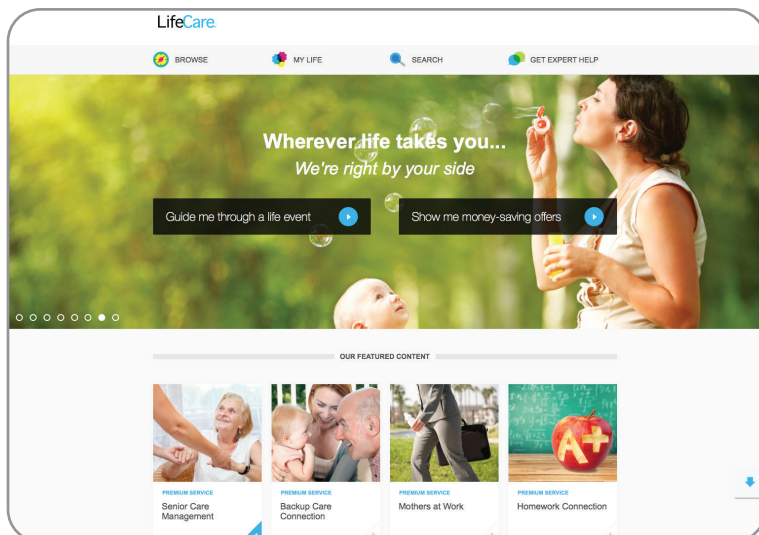 LifeCare.
BROWSE
MY LIFE
SEARCH
GET EXPERT HELP
Wherever life takes you...
We're right by your side
Guide me through a life event
Show me money-saving offers
OUR FEATURED CONTENT
A+
PREMIUM SERVICE
Senior Care
Management
PREMIUM SERVICE
Backup Care
Connection
PREMIUM SERVICE
Mothers at Work
PREMIUM SERVICE
Homework Connection